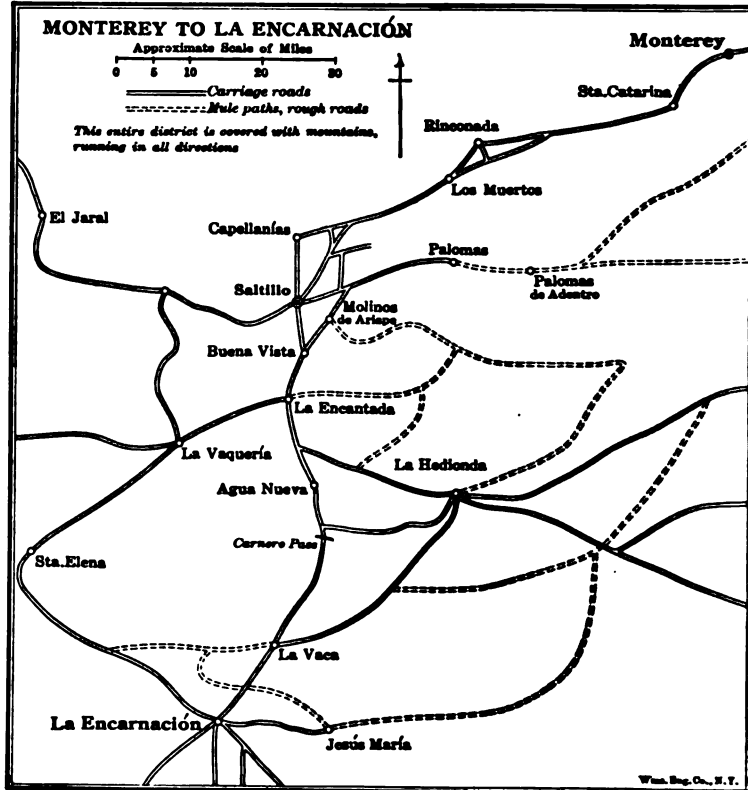 MONTEREY TO LA ENCARNACIÓN
Approximate Scale of Miles
0 5 10 20 30
Carriage roads
Mule paths, rough roads
This entire district is covered with mountains,
running in all directions
Monterey
Sta. Catarina
Rinconada
Los Muertos
El Jaral
Capellanías
Palomas
Palomas
de Adentro
Saltillo
Molinos
de Arispe
Buena Vista
La Encantada
La Vaquería
La Hedionda
Agua Nueva
Carnero Pass
Sta. Elena
La Vaca
La Encarnación
Jesús María
Wms. Eng. Co., N.Y.